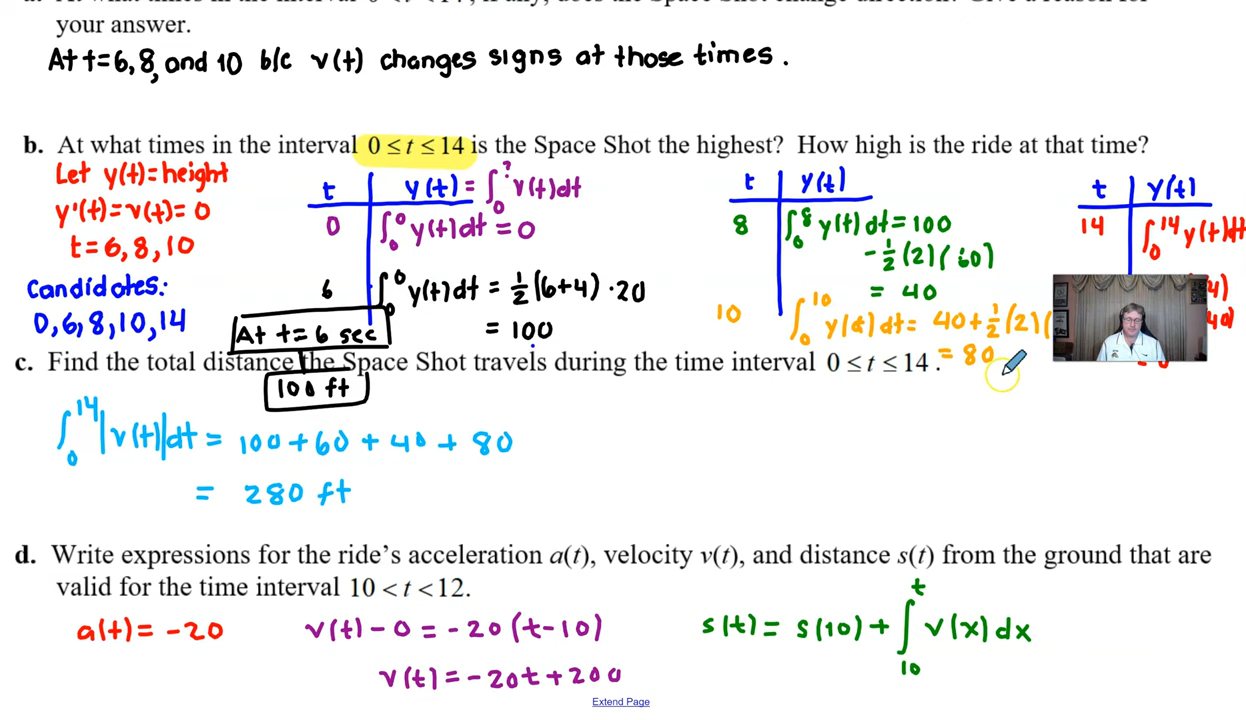 your answer.
At t=6,8, and 10 b/c v(t) changes signs at those times.
b. At what times in the interval 0 ≤ t ≤ 14 is the Space Shot the highest? How high is the ride at that time?
Let y(t)=height
y'(t)=v(t)=0
t=6,8,10
Candidates:
0,6,8,10,14
t | y(t) = ∫₀^? v(t)dt
0 | ∫₀⁰ y(t)dt = 0
6 | ∫₀⁰ y(t)dt = ½(6+4)·20
= 100
At t=6 sec
100 ft
t | y(t)
8 | ∫₀⁸ y(t)dt = 100
-½(2)(60)
= 40
10 ∫₀¹⁰ y(t)dt = 40+½(2)(
= 80
t | y(t)
14 | ∫₀¹⁴ y(t)dt
c. Find the total distance the Space Shot travels during the time interval 0 ≤ t ≤ 14.
∫₀¹⁴ |v(t)|dt = 100+60+40+80
= 280 ft
d. Write expressions for the ride's acceleration a(t), velocity v(t), and distance s(t) from the ground that are
valid for the time interval 10 < t < 12.
a(t) = -20
v(t)-0 = -20(t-10)
v(t) = -20t+200
s(t) = s(10) + ∫₁₀^t v(x)dx
Extend Page